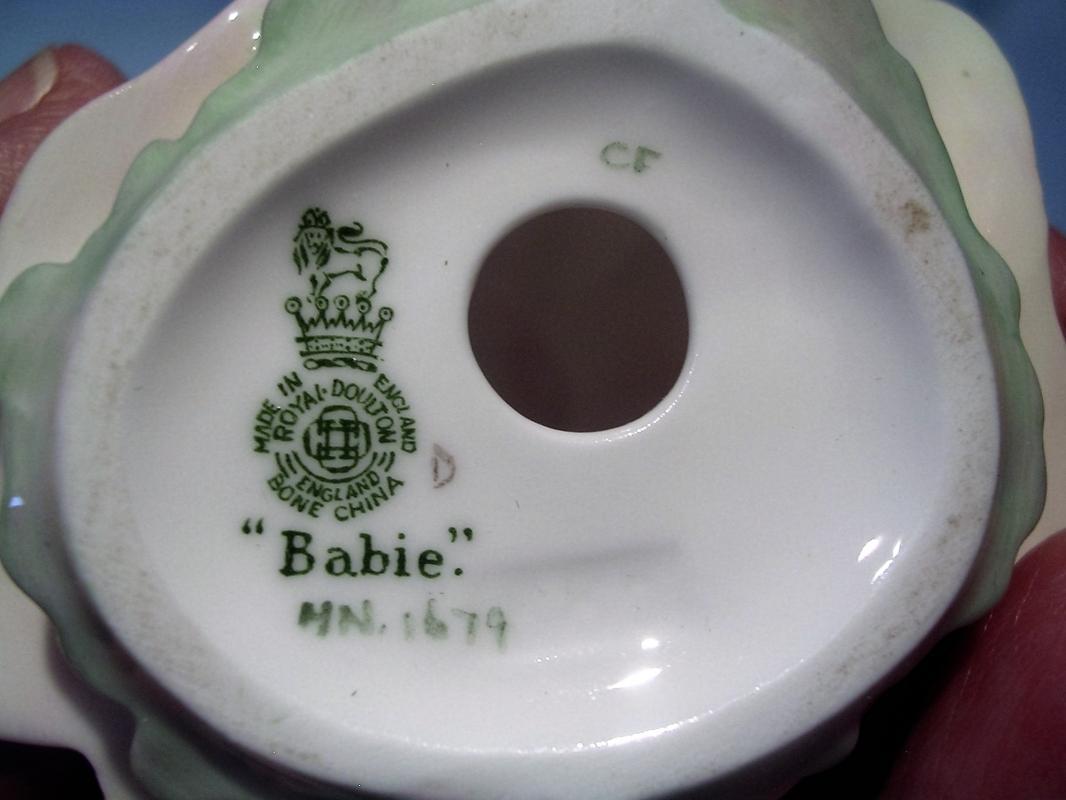 CF
MADE IN ENGLAND
ROYAL DOULTON
ENGLAND
BONE CHINA
D
"Babie."
HN. 1679